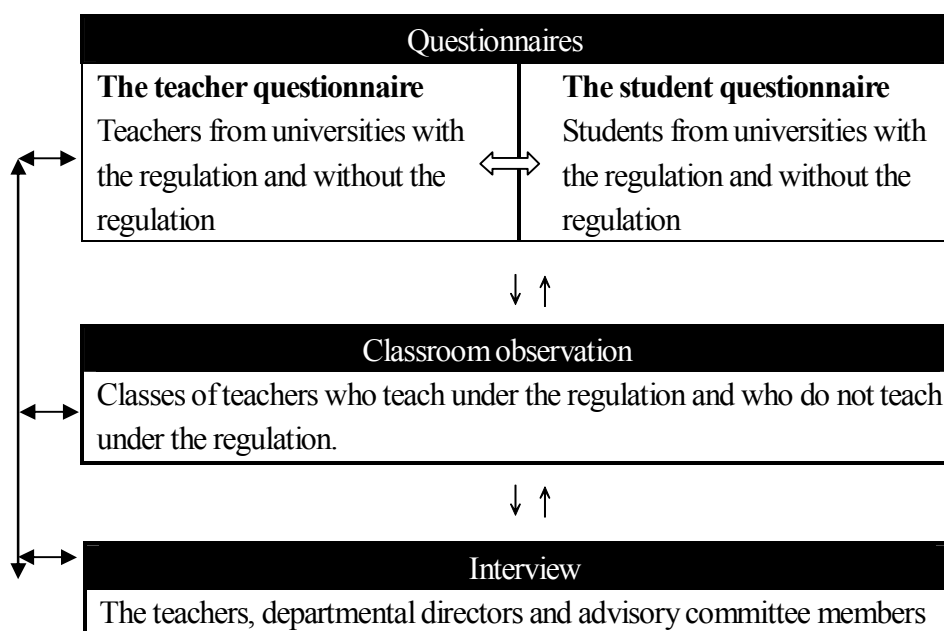 Questionnaires
The teacher questionnaire
Teachers from universities with
the regulation and without the
regulation
The student questionnaire
Students from universities with
the regulation and without the
regulation
Classroom observation
Classes of teachers who teach under the regulation and who do not teach
under the regulation.
Interview
The teachers, departmental directors and advisory committee members